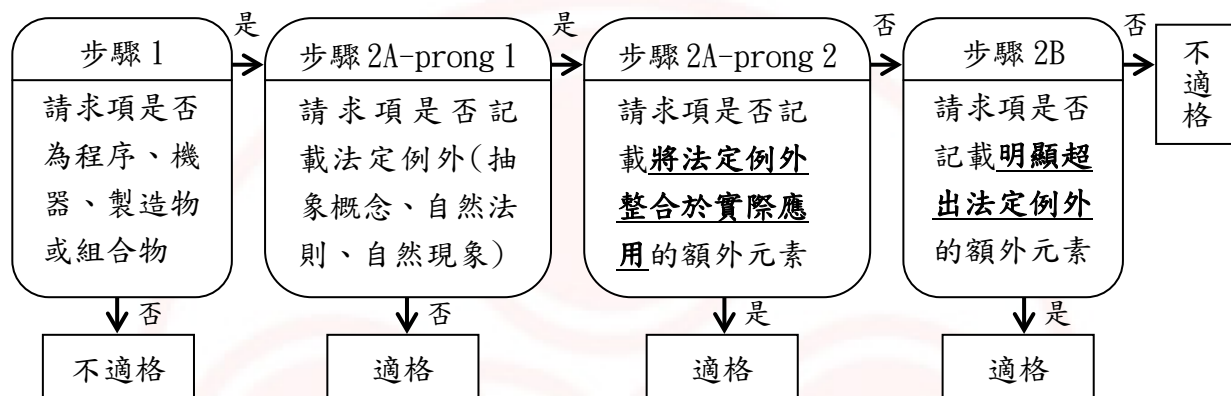 步驟 1
是
步驟 2A-prong 1
是
步驟 2A-prong 2
否
步驟 2B
否
不適格
請求項是否
為程序、機
器、製造物
或組合物
請求項是否記
載法定例外(抽
象概念、自然法
則、自然現象)
請求項是否記
載將法定例外
整合於實際應
用的額外元素
請求項是否
記載明顯超
出法定例外
的額外元素
否
不適格
否
適格
是
適格
是
適格